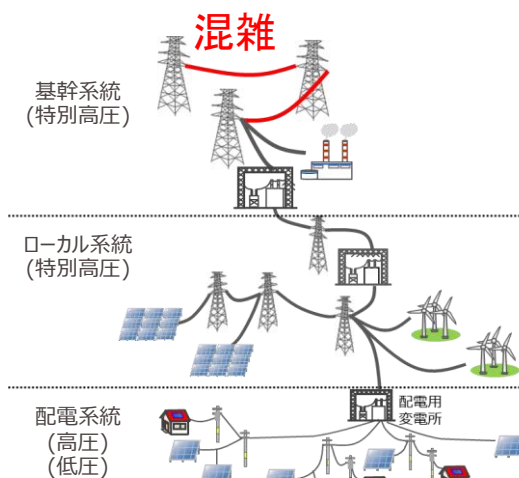 混雑
基幹系統
(特別高圧)
ローカル系統
(特別高圧)
配電用
変電所
配電系統
(高圧)
(低圧)